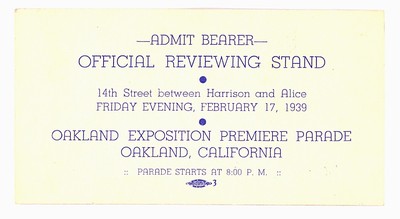 —ADMIT BEARER—
OFFICIAL REVIEWING STAND
●
14th Street between Harrison and Alice
FRIDAY EVENING, FEBRUARY 17, 1939
●
OAKLAND EXPOSITION PREMIERE PARADE
OAKLAND, CALIFORNIA
:: PARADE STARTS AT 8:00 P. M. ::
3